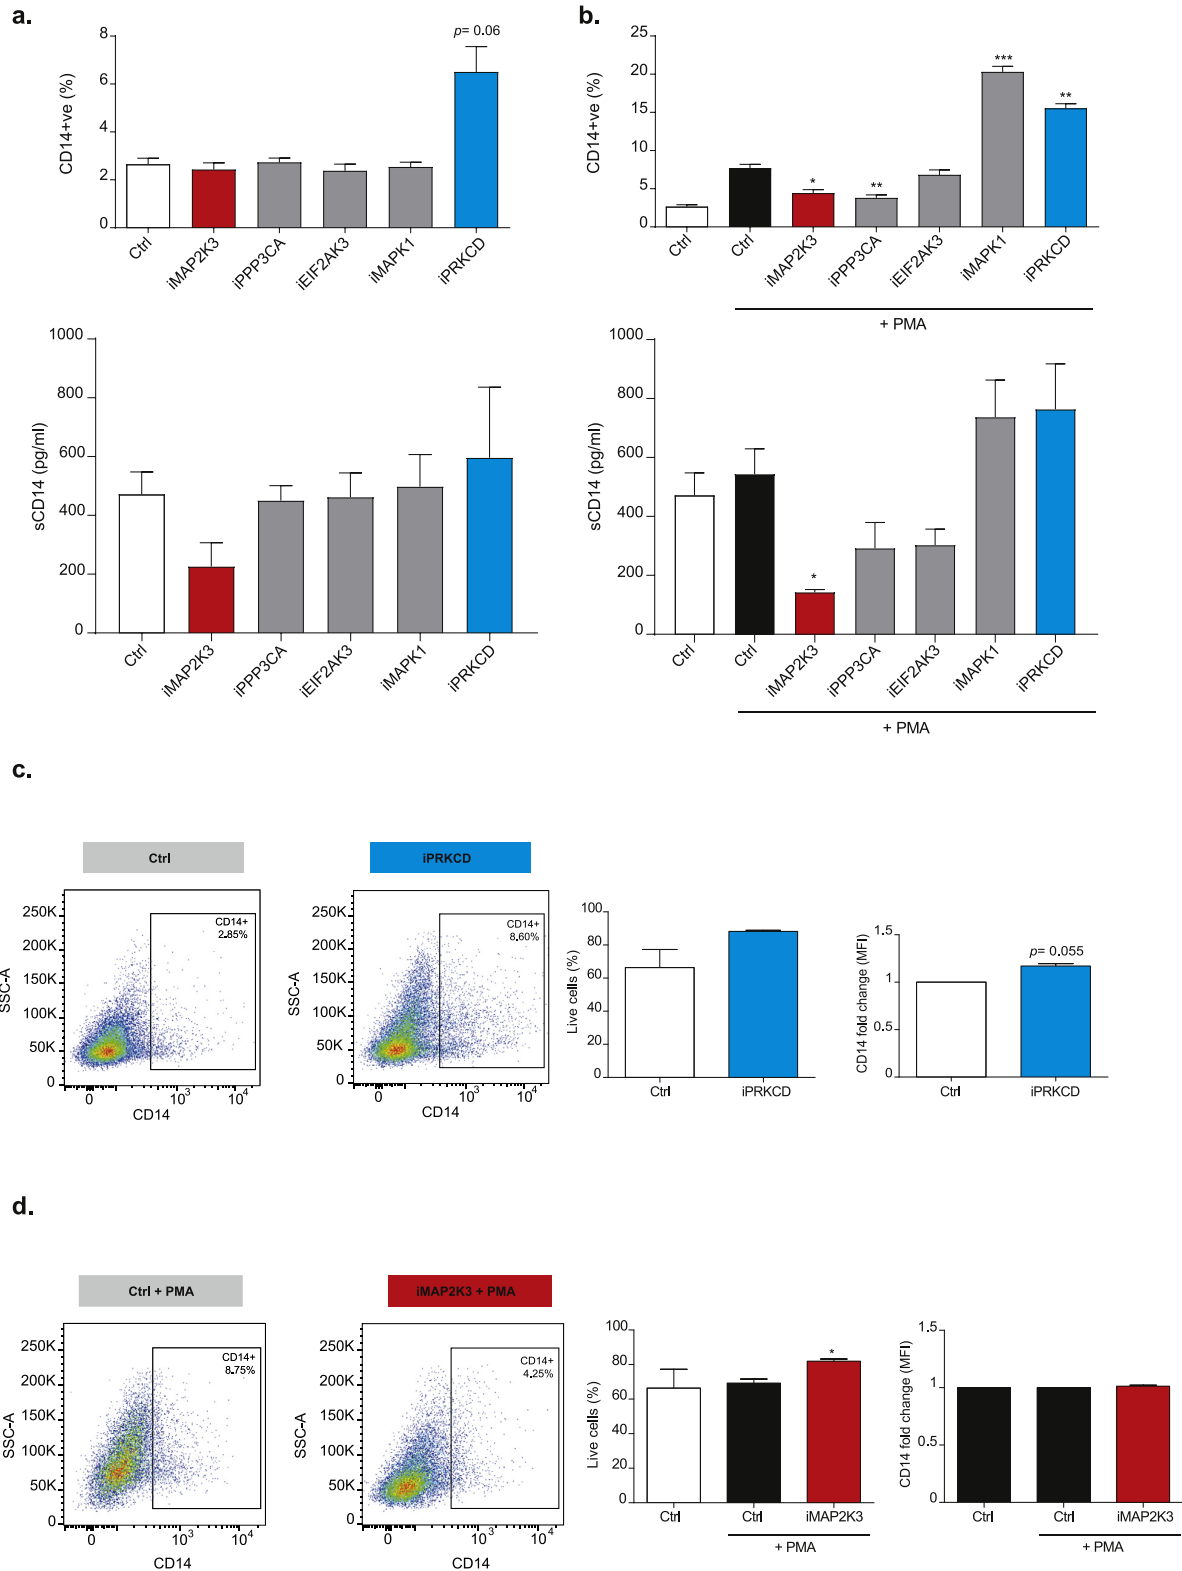 a.
p= 0.06
CD14+ve (%)
8
6
4
2
0
Ctrl
iMAP2K3
iPPP3CA
iEIF2AK3
iMAPK1
iPRKCD
b.
CD14+ve (%)
25
20
15
10
5
0
*
**
***
**
Ctrl
Ctrl
iMAP2K3
iPPP3CA
iEIF2AK3
iMAPK1
iPRKCD
+ PMA
sCD14 (pg/ml)
1000
800
600
400
200
0
Ctrl
iMAP2K3
iPPP3CA
iEIF2AK3
iMAPK1
iPRKCD
sCD14 (pg/ml)
1000
800
600
400
200
0
*
Ctrl
Ctrl
iMAP2K3
iPPP3CA
iEIF2AK3
iMAPK1
iPRKCD
+ PMA
c.
Ctrl
SSC-A
250K
200K
150K
100K
50K
0
CD14+
2.85%
0 10³ 10⁴
CD14
iPRKCD
SSC-A
250K
200K
150K
100K
50K
0
CD14+
8.60%
0 10³ 10⁴
CD14
Live cells (%)
100
80
60
40
20
0
Ctrl iPRKCD
CD14 fold change (MFI)
1.5
1
0.5
0
p= 0.055
Ctrl iPRKCD
d.
Ctrl + PMA
SSC-A
250K
200K
150K
100K
50K
0
CD14+
8.75%
0 10³ 10⁴
CD14
iMAP2K3 + PMA
SSC-A
250K
200K
150K
100K
50K
0
CD14+
4.25%
0 10³ 10⁴
CD14
Live cells (%)
100
80
60
40
20
0
*
Ctrl Ctrl iMAP2K3
+ PMA
CD14 fold change (MFI)
1.5
1
0.5
0
Ctrl Ctrl iMAP2K3
+ PMA